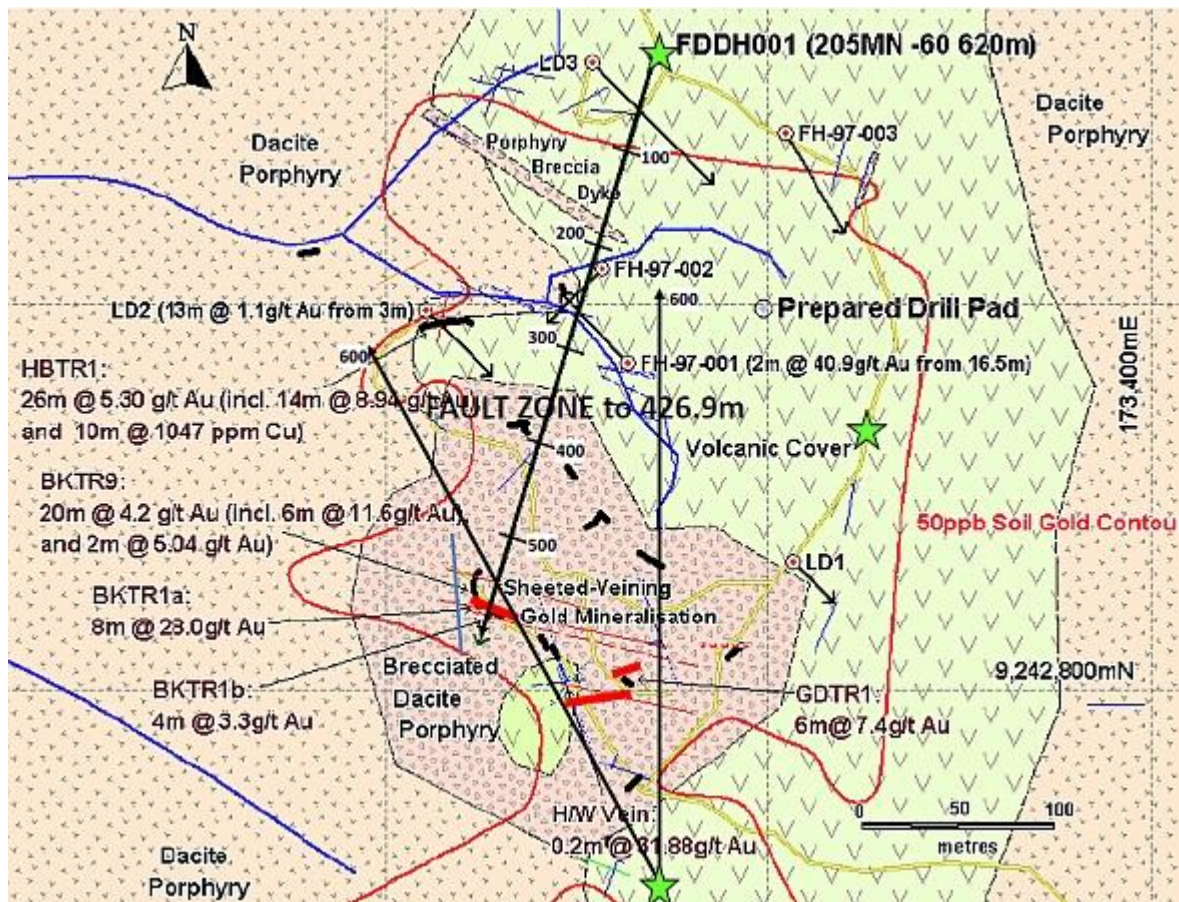 N
FDDH001 (205MN -60 620m)
LD3
Dacite
Porphyry
FH-97-003
Dacite
Porphyry
Porphyry
Breccia
Dyke
100
200
FH-97-002
600
LD2 (13m @ 1.1g/t Au from 3m)
Prepared Drill Pad
300
600
FH-97-001 (2m @ 40.9g/t Au from 16.5m)
HBTR1:
26m @ 5.30 g/t Au (incl. 14m @ 8.94 g/t Au
and 10m @ 1047 ppm Cu)
FAULT ZONE to 426.9m
173,400mE
400
Volcanic Cover
BKTR9:
20m @ 4.2 g/t Au (incl. 6m @ 11.6g/t Au)
and 2m @ 5.04 g/t Au)
50ppb Soil Gold Contou
500
LD1
Sheeted-Veining
Gold Mineralisation
BKTR1a:
8m @ 23.0g/t Au
Brecciated
Dacite
Porphyry
9,242,800mN
BKTR1b:
4m @ 3.3g/t Au
GDTR1:
6m@7.4g/t Au
H/W Vein:
0.2m @ 31.88g/t Au
0 50 100
metres
Dacite
Porphyry